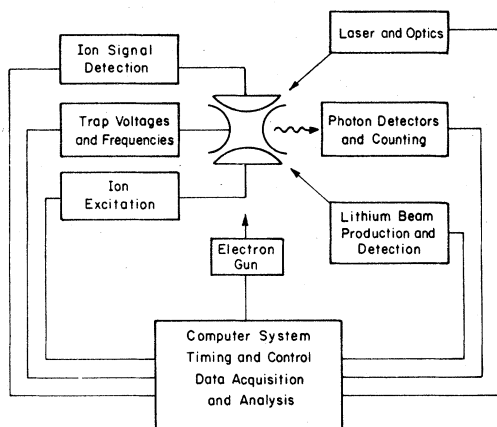 Ion Signal
Detection
Laser and Optics
Trap Voltages
and Frequencies
Photon Detectors
and Counting
Ion
Excitation
Lithium Beam
Production and
Detection
Electron
Gun
Computer System
Timing and Control
Data Acquisition
and Analysis